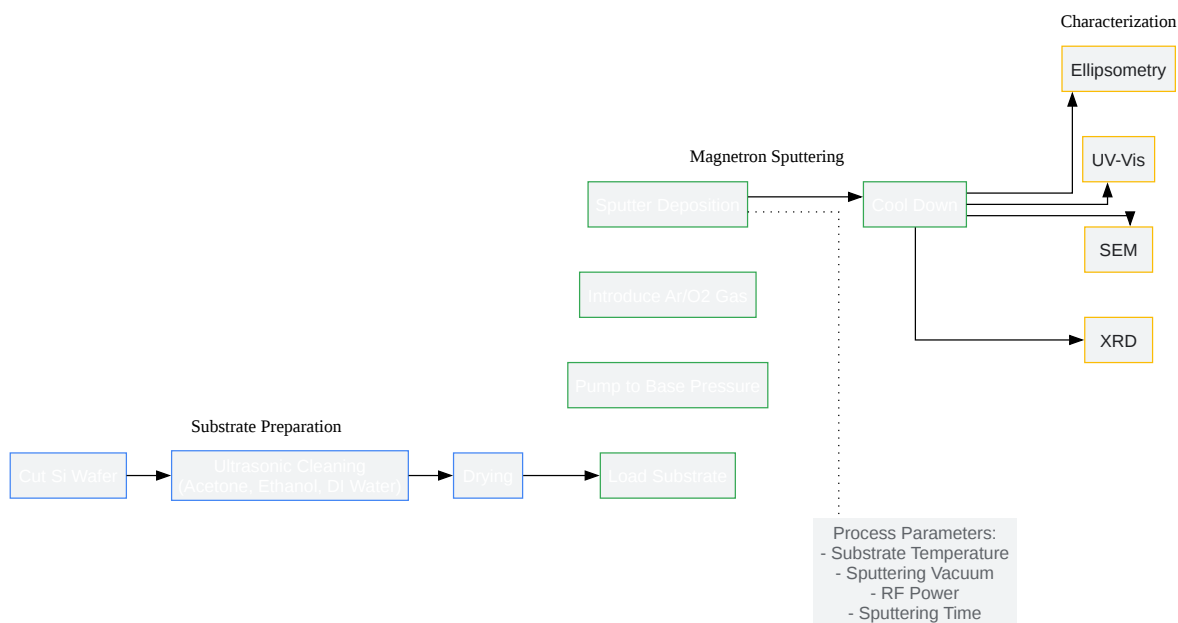 Characterization
Ellipsometry
Magnetron Sputtering
UV-Vis
Sputter Deposition
Cool Down
SEM
Introduce Ar/O2 Gas
XRD
Pump to Base Pressure
Substrate Preparation
Cut Si Wafer
Ultrasonic Cleaning
(Acetone, Ethanol, DI Water)
Drying
Load Substrate
Process Parameters:
- Substrate Temperature
- Sputtering Vacuum
- RF Power
- Sputtering Time